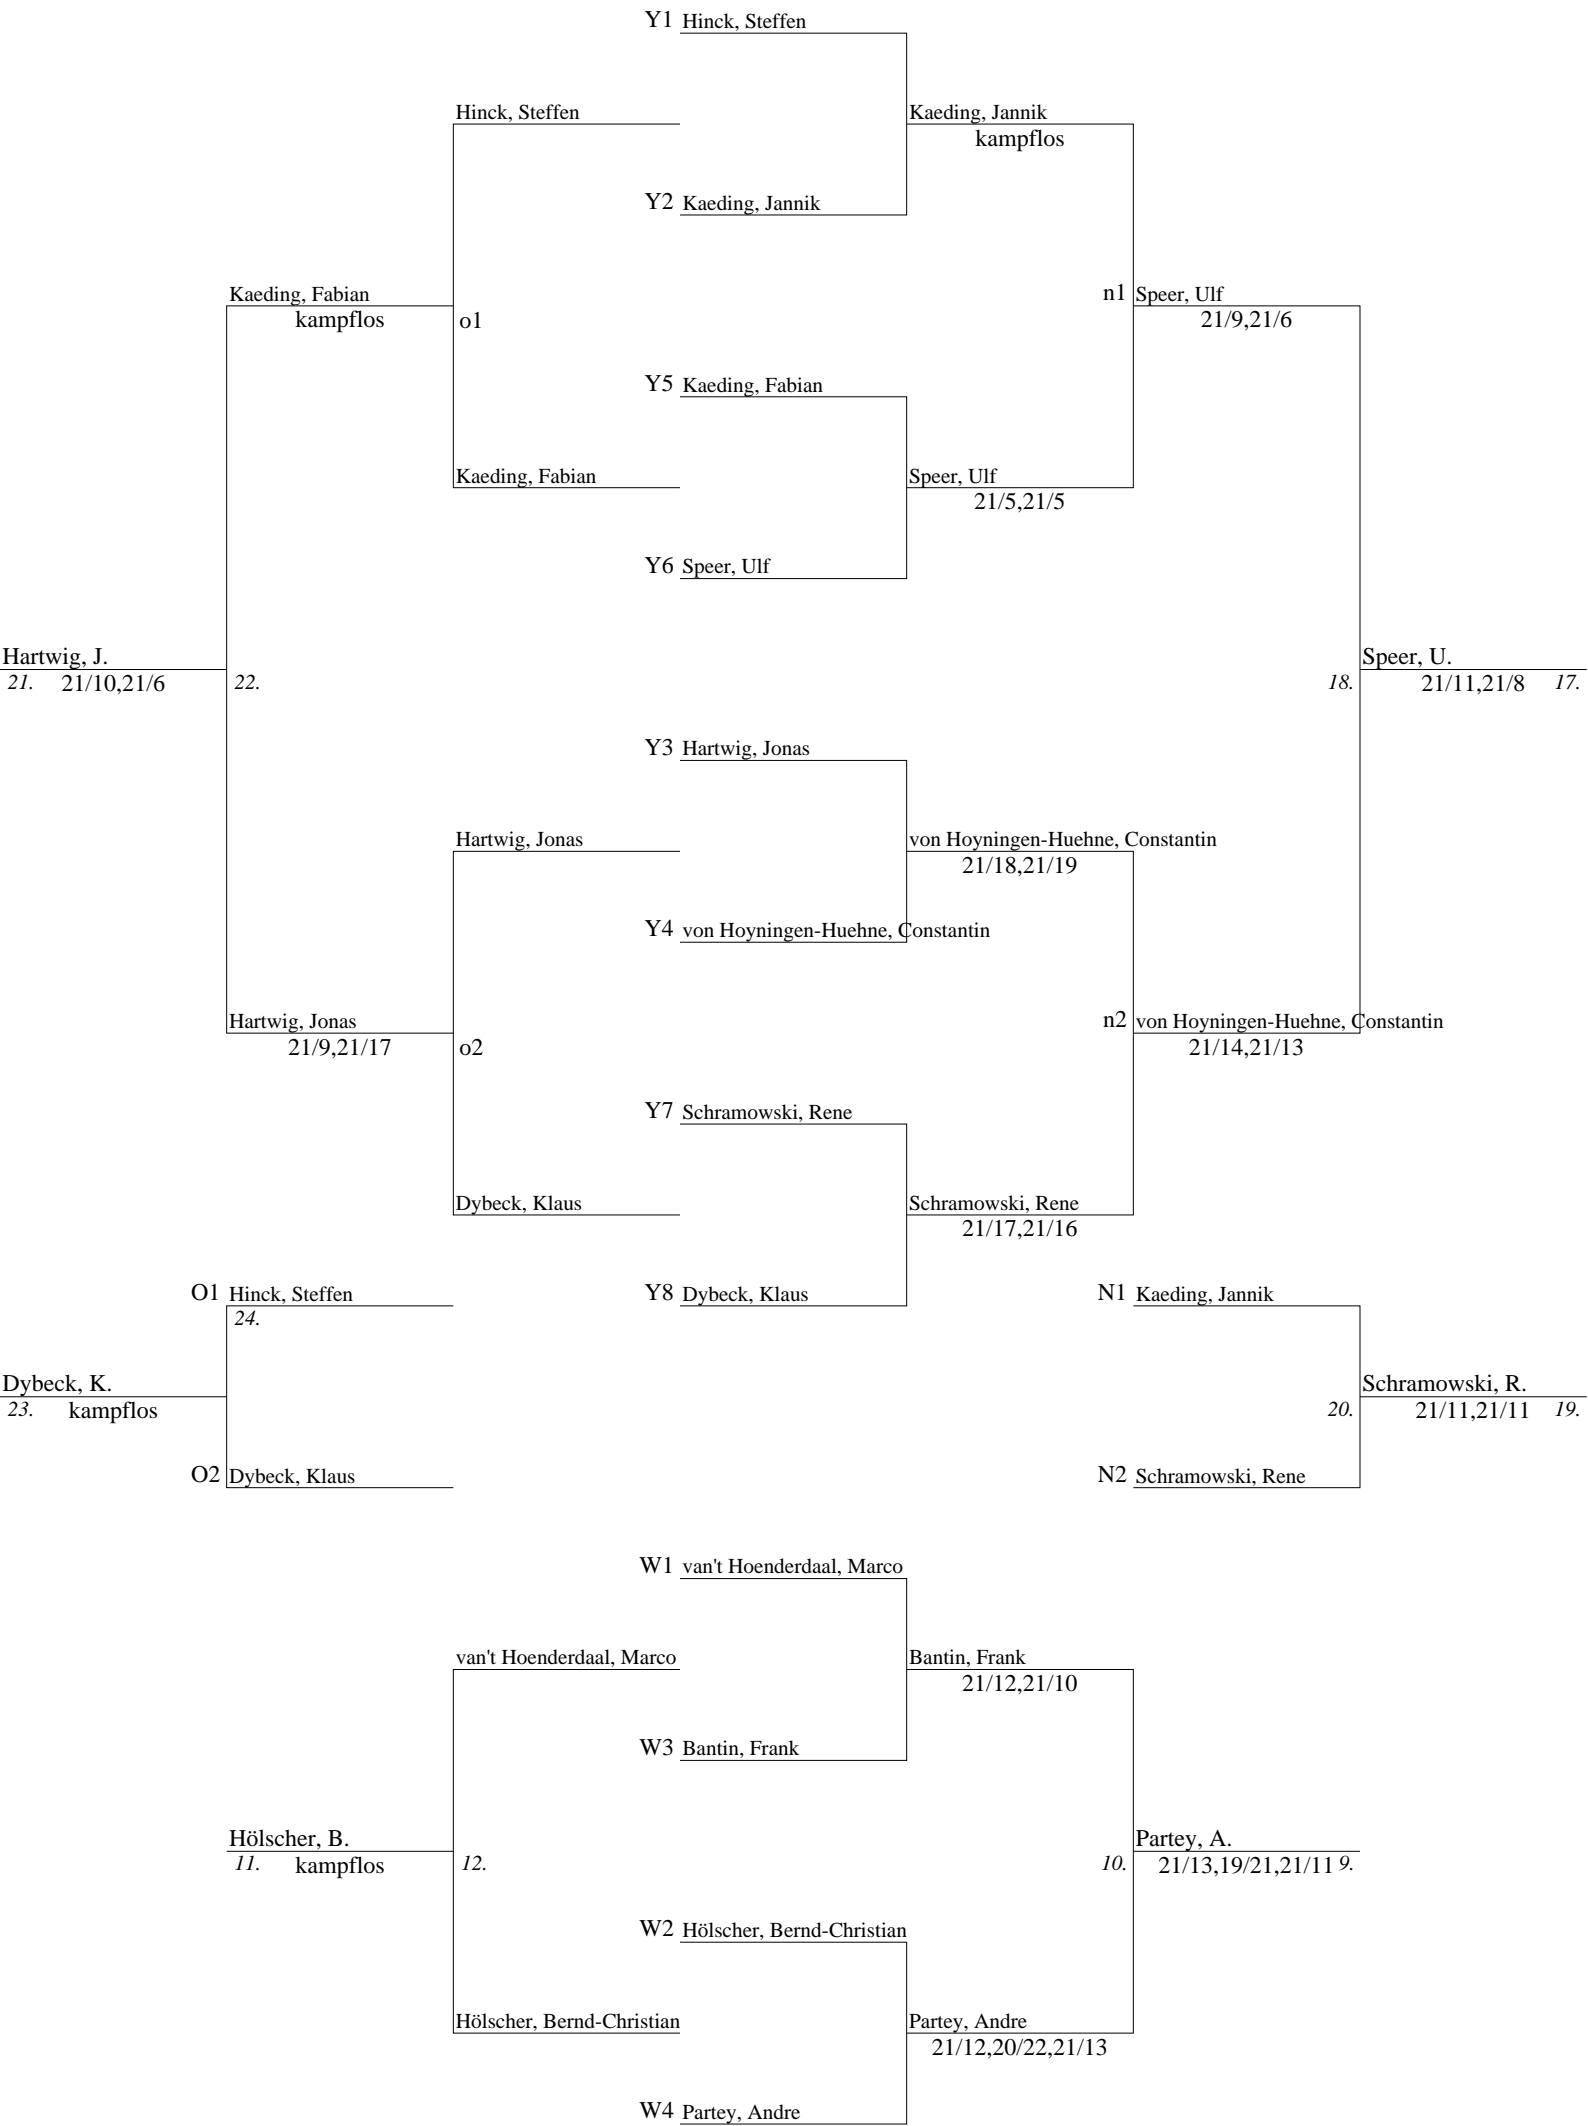 Y1 Hinck, Steffen
Hinck, Steffen
Kaeding, Jannik
kampflos
Y2 Kaeding, Jannik
Kaeding, Fabian
kampflos
o1
n1 Speer, Ulf
21/9,21/6
Y5 Kaeding, Fabian
Kaeding, Fabian
Speer, Ulf
21/5,21/5
Y6 Speer, Ulf
Hartwig, J.
21. 21/10,21/6
22.
Speer, U.
18.
21/11,21/8 17.
Y3 Hartwig, Jonas
Hartwig, Jonas
von Hoyningen-Huehne, Constantin
21/18,21/19
Y4 von Hoyningen-Huehne, Constantin
Hartwig, Jonas
21/9,21/17
o2
n2 von Hoyningen-Huehne, Constantin
21/14,21/13
Y7 Schramowski, Rene
Dybeck, Klaus
Schramowski, Rene
21/17,21/16
O1 Hinck, Steffen
24.
Y8 Dybeck, Klaus
N1 Kaeding, Jannik
Dybeck, K.
23. kampflos
Schramowski, R.
20.
21/11,21/11 19.
O2 Dybeck, Klaus
N2 Schramowski, Rene
W1 van't Hoenderdaal, Marco
van't Hoenderdaal, Marco
Bantin, Frank
21/12,21/10
W3 Bantin, Frank
Hölscher, B.
11. kampflos
12.
Partey, A.
10.
21/13,19/21,21/11 9.
W2 Hölscher, Bernd-Christian
Hölscher, Bernd-Christian
Partey, Andre
21/12,20/22,21/13
W4 Partey, Andre